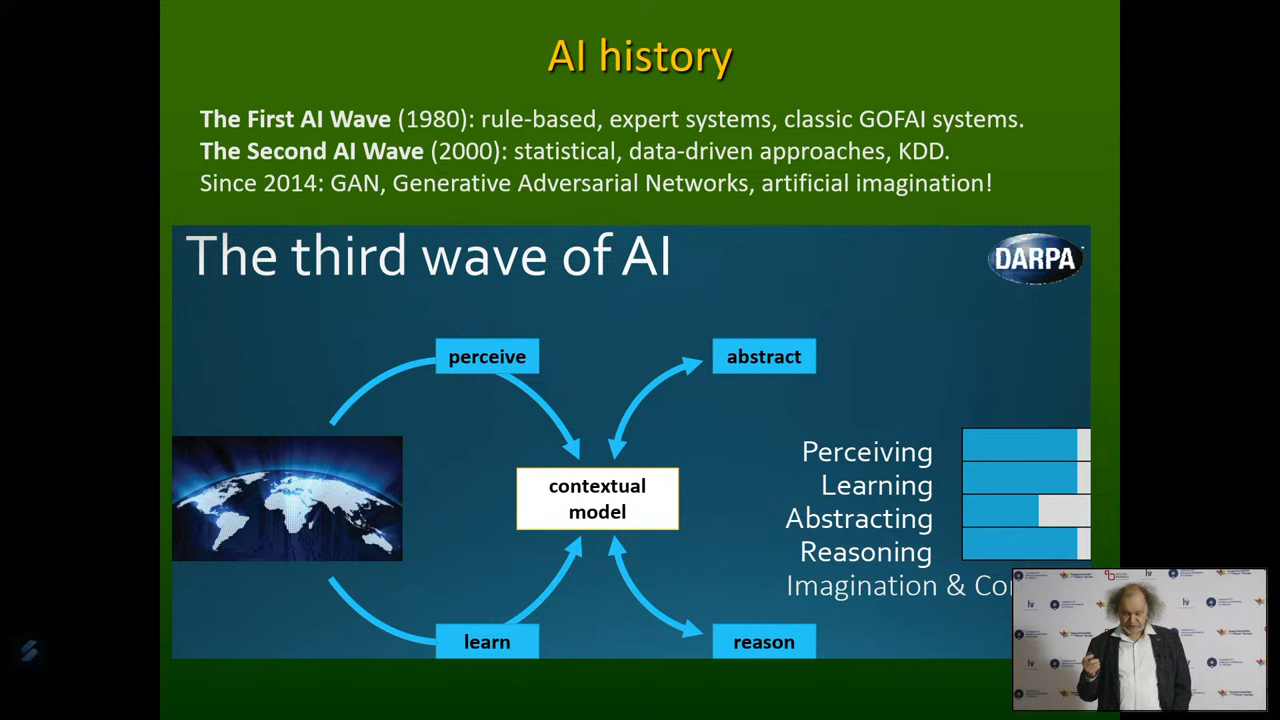 AI history
The First AI Wave (1980): rule-based, expert systems, classic GOFAI systems.
The Second AI Wave (2000): statistical, data-driven approaches, KDD.
Since 2014: GAN, Generative Adversarial Networks, artificial imagination!
The third wave of AI
DARPA
perceive
abstract
contextual
model
Perceiving
Learning
Abstracting
Reasoning
Imagination &
learn
reason